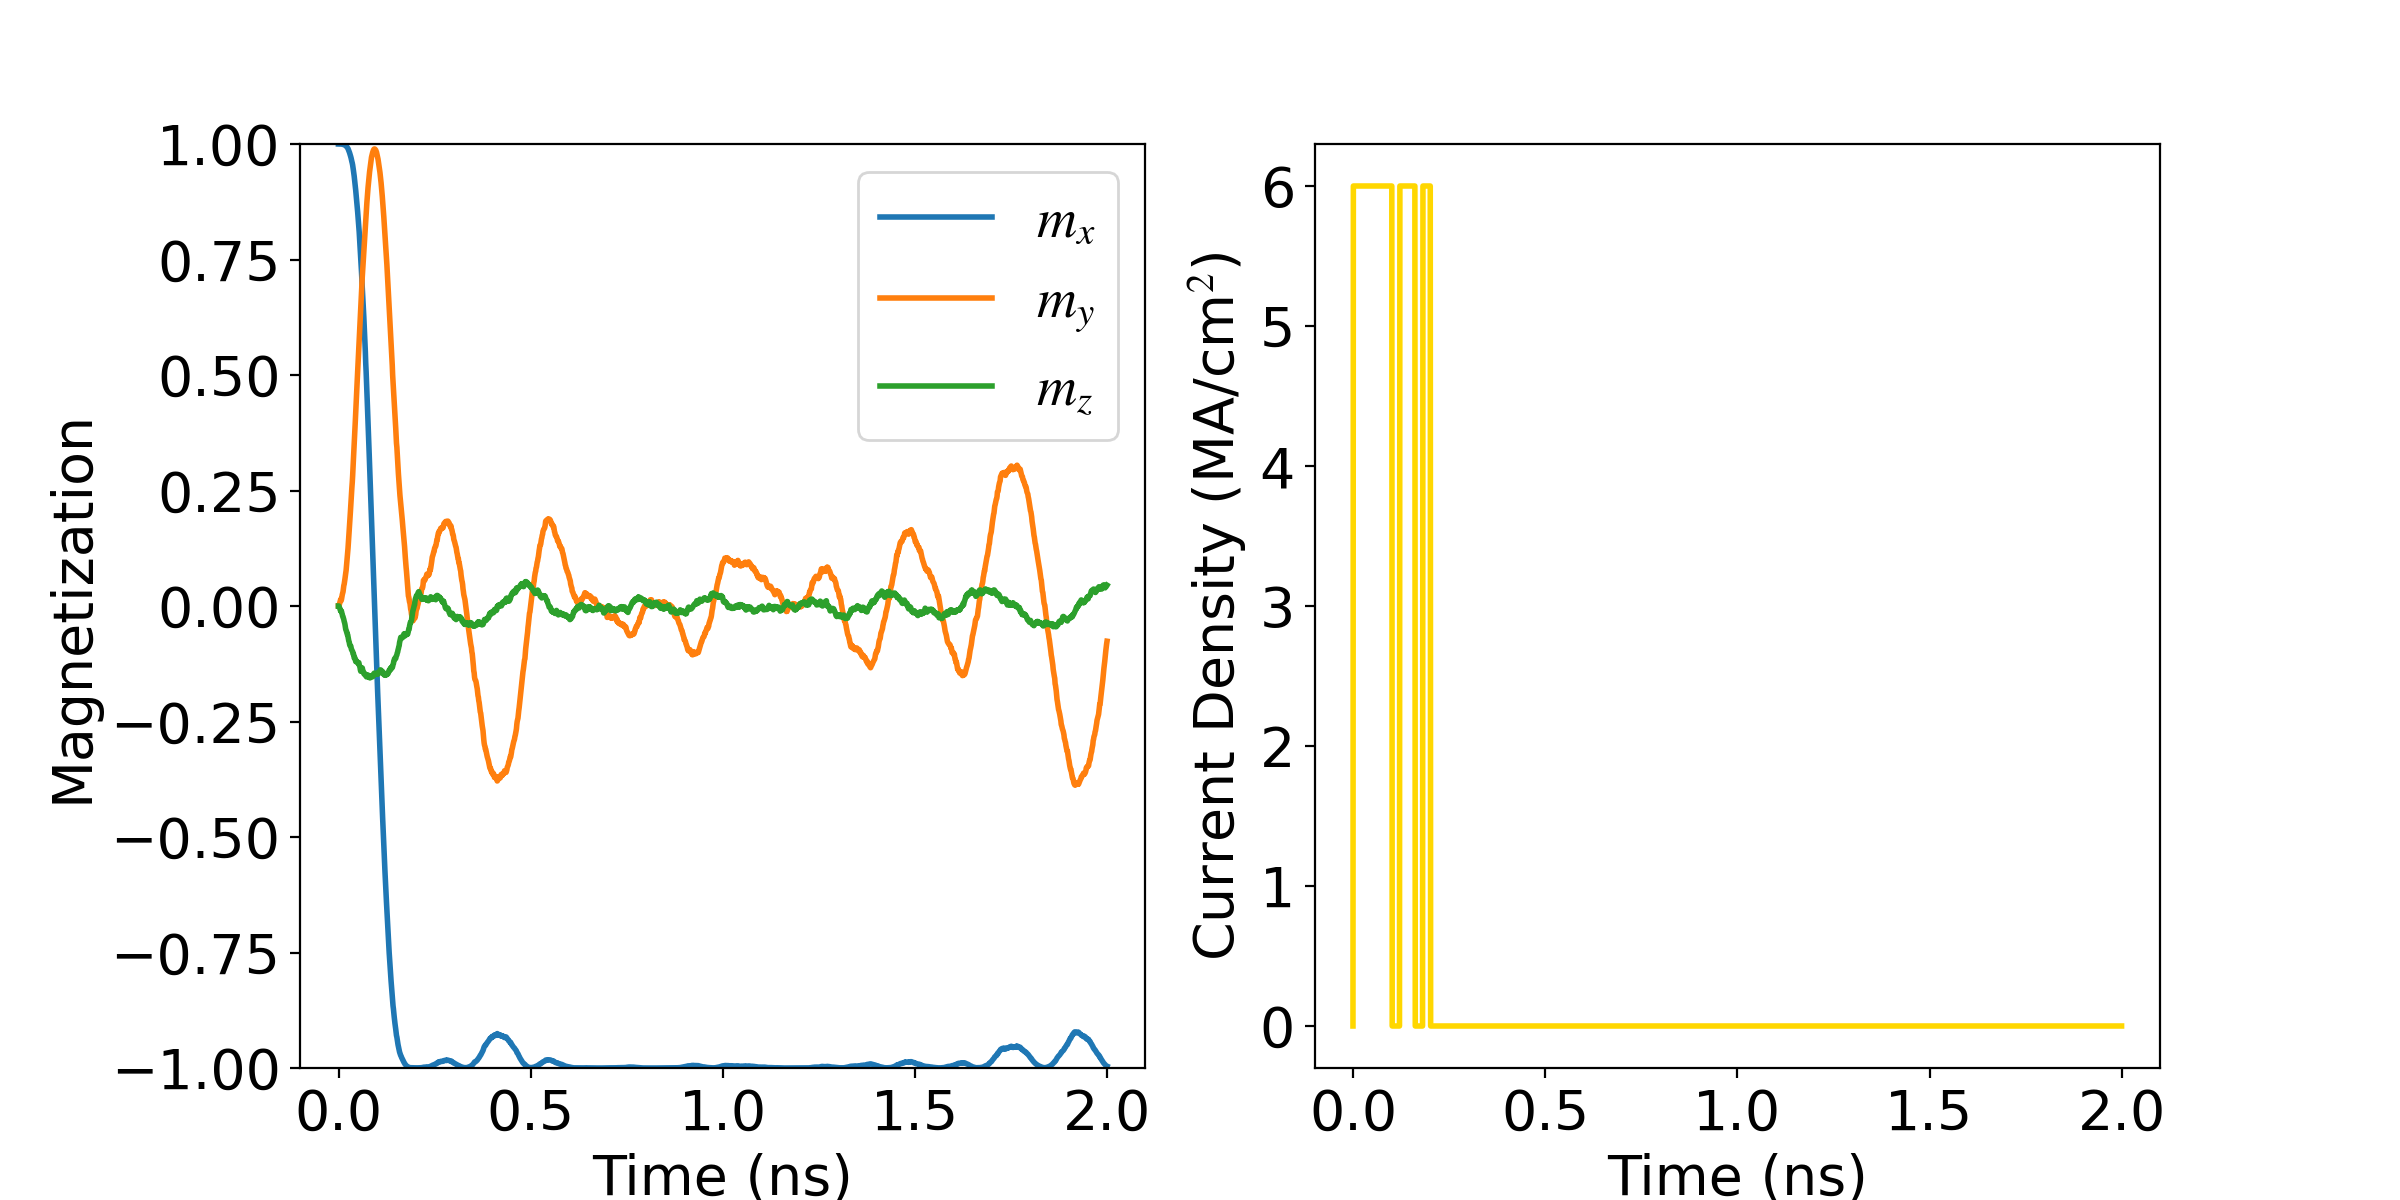 1.00
0.75
0.50
0.25
0.00
−0.25
−0.50
−0.75
−1.00
Magnetization
0.0 0.5 1.0 1.5 2.0
Time (ns)
m_x
m_y
m_z
6
5
4
3
2
1
0
Current Density (MA/cm²)
0.0 0.5 1.0 1.5 2.0
Time (ns)